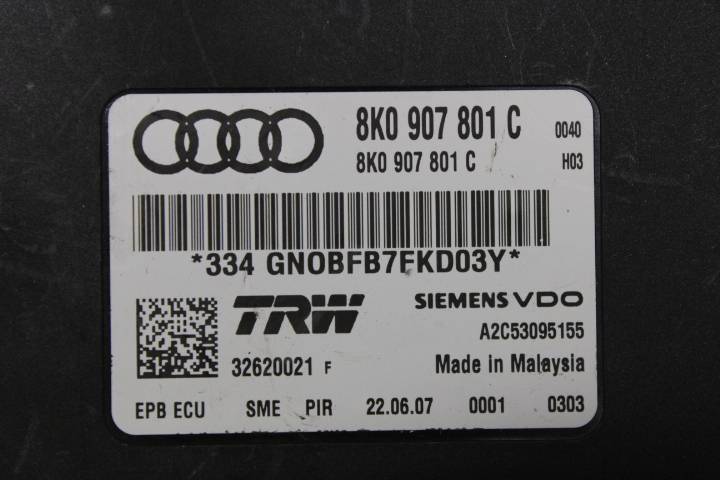 8K0 907 801 C 0040
8K0 907 801 C H03
*334 GNOBFB7FKD03Y*
TRW SIEMENS VDO
A2C53095155
32620021 F Made in Malaysia
EPB ECU SME PIR 22.06.07 0001 0303